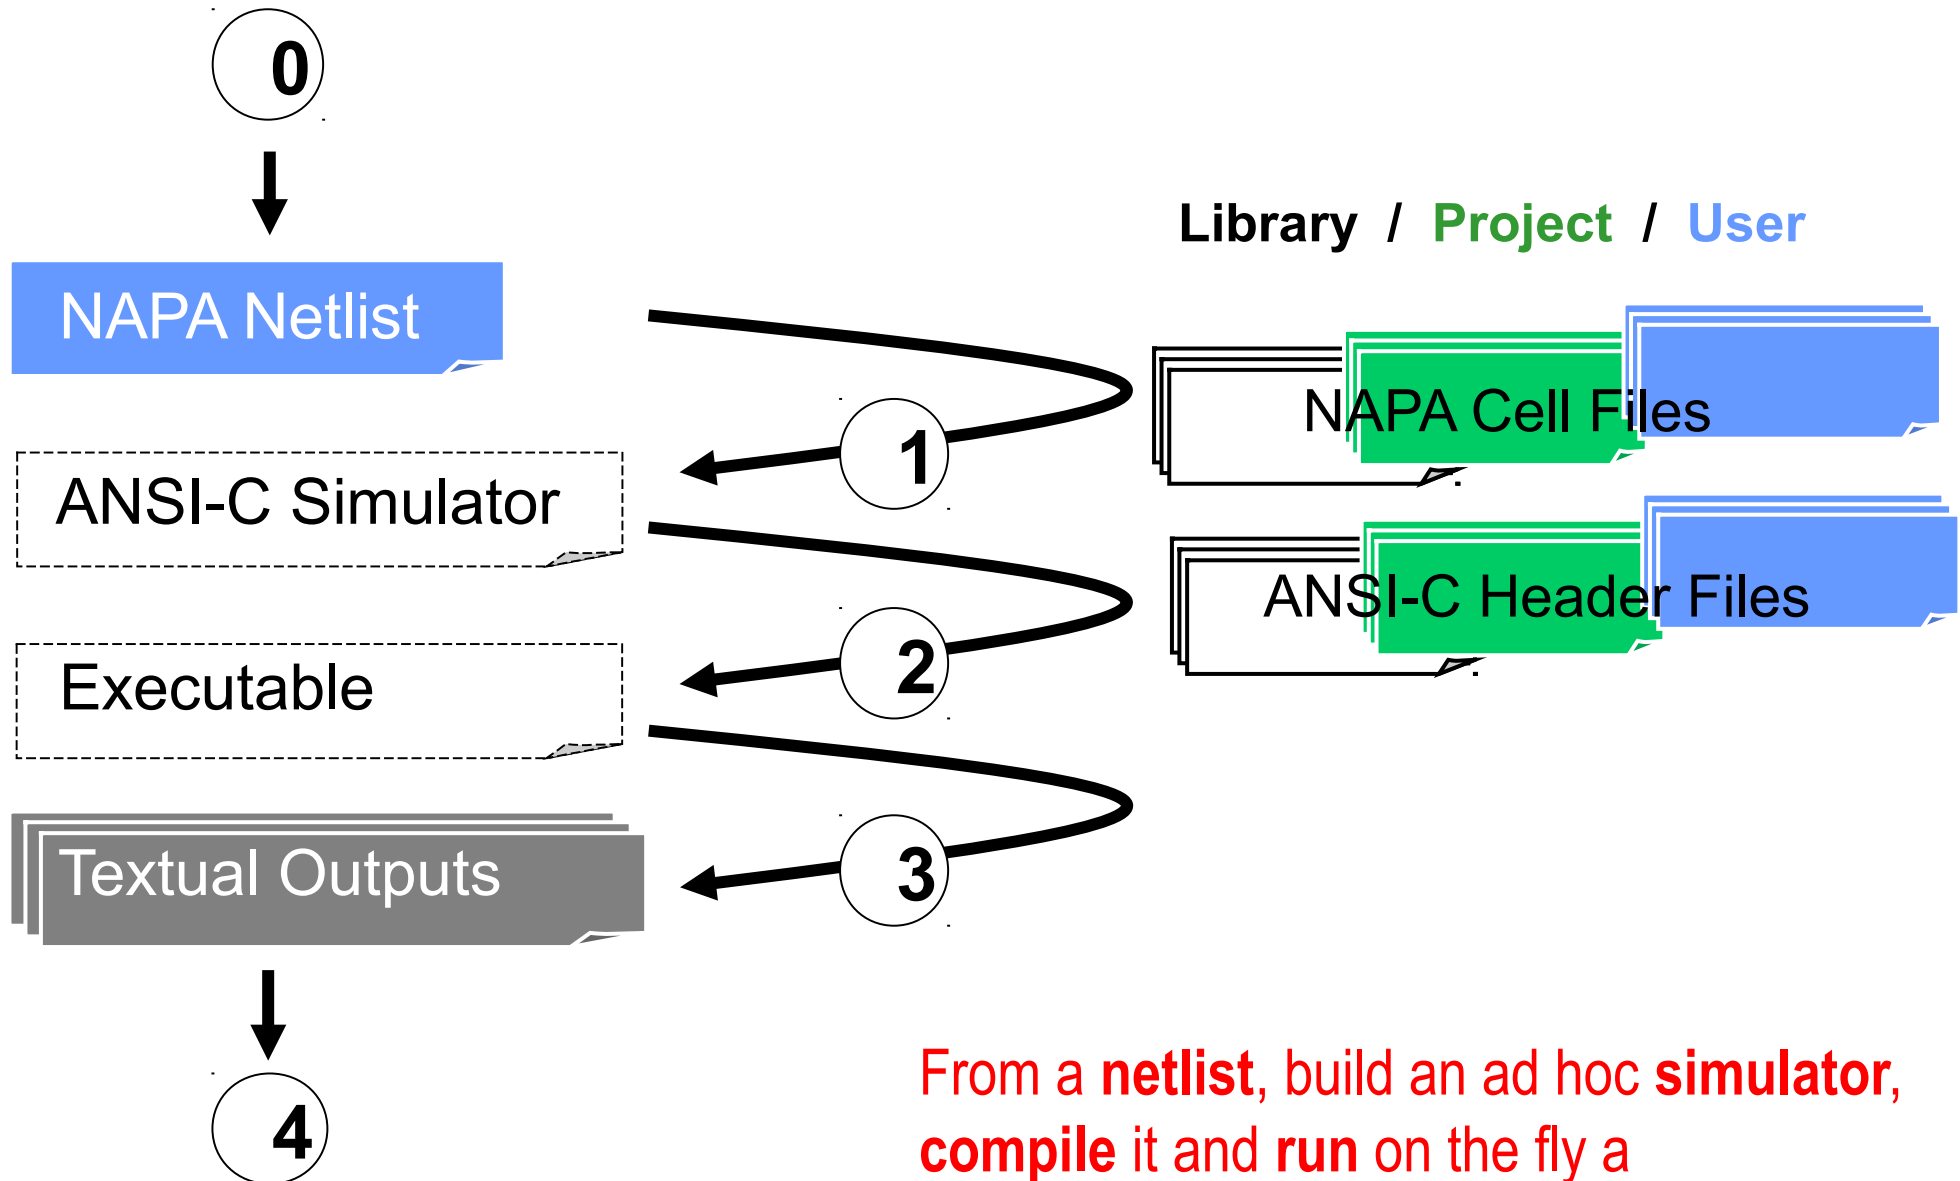 0
Library / Project / User
NAPA Netlist
NAPA Cell Files
1
ANSI-C Simulator
ANSI-C Header Files
2
Executable
3
Textual Outputs
4
From a netlist, build an ad hoc simulator,
compile it and run on the fly a